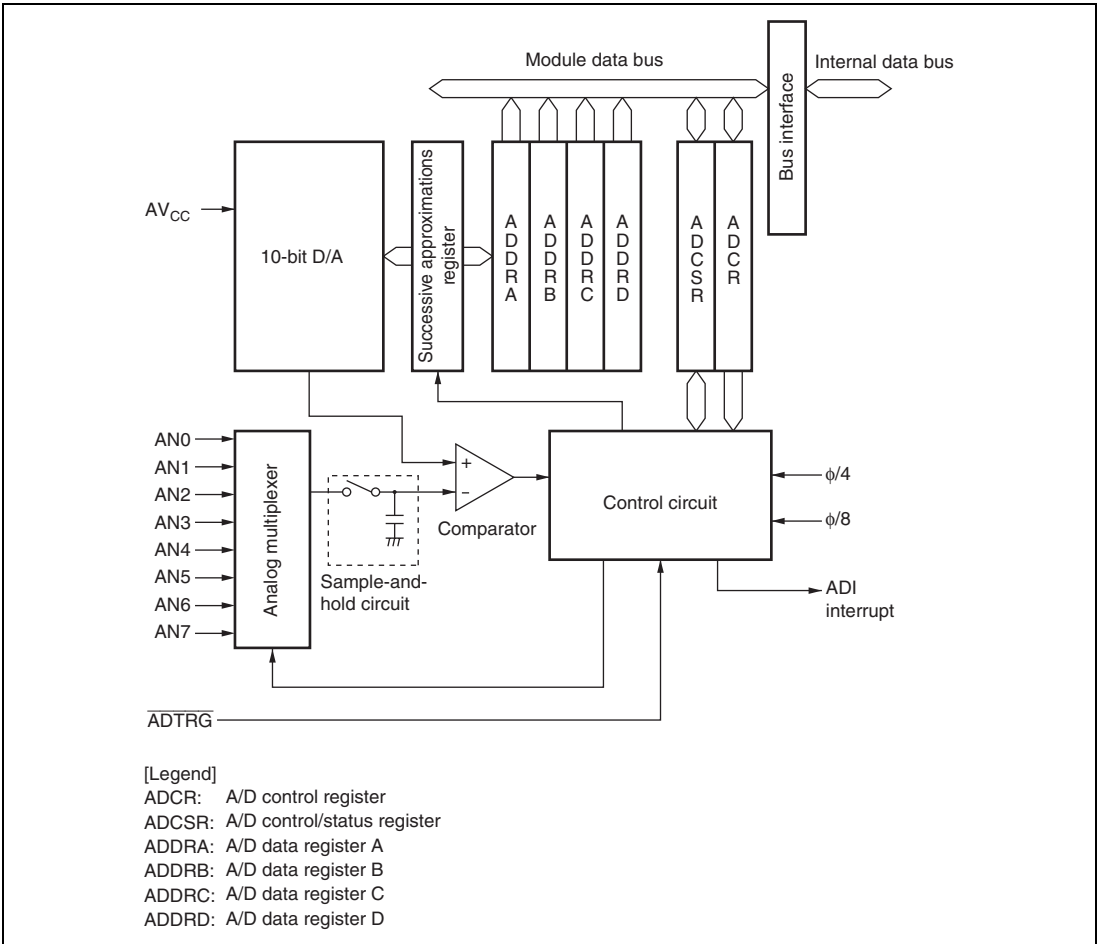 Module data bus
Internal data bus
Bus interface
AVCC
10-bit D/A
Successive approximations
register
ADDRA
ADDRB
ADDRC
ADDRD
ADCSR
ADCR
AN0
AN1
AN2
AN3
AN4
AN5
AN6
AN7
Analog multiplexer
+
−
Comparator
Sample-and-
hold circuit
Control circuit
ϕ/4
ϕ/8
ADI
interrupt
ADTRG
[Legend]
ADCR: A/D control register
ADCSR: A/D control/status register
ADDRA: A/D data register A
ADDRB: A/D data register B
ADDRC: A/D data register C
ADDRD: A/D data register D